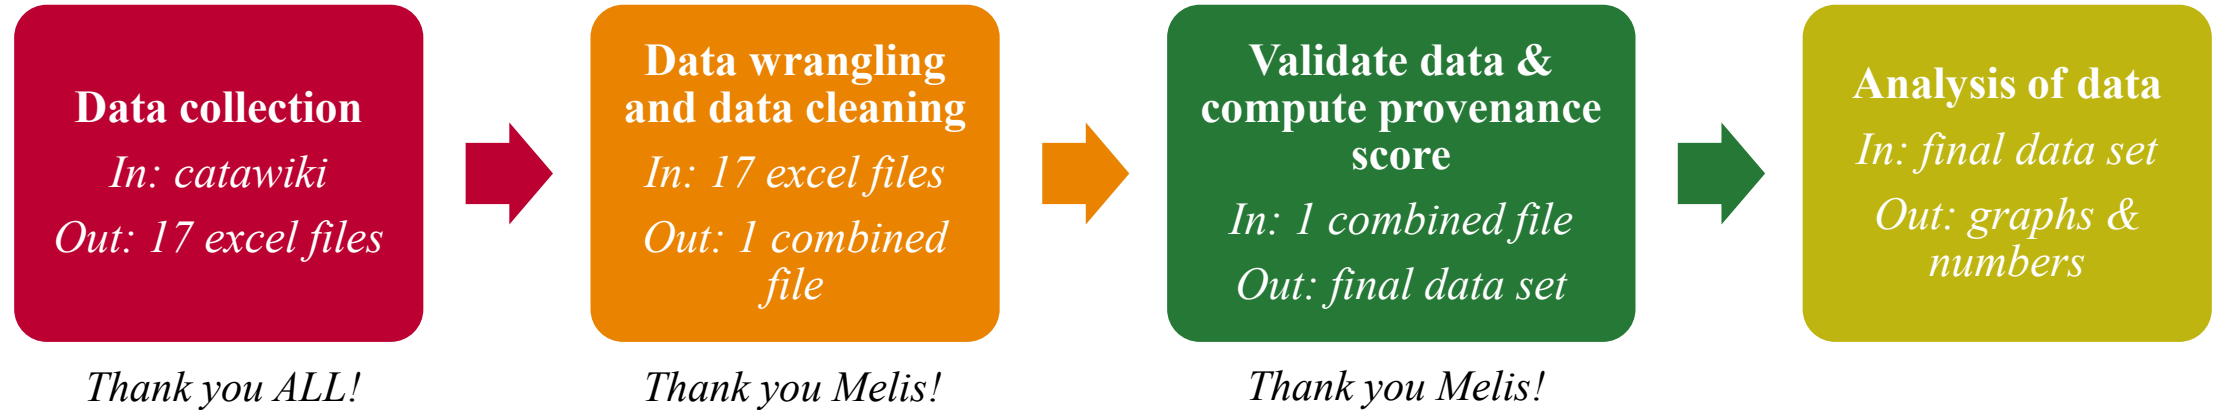 Data collection
In: catawiki
Out: 17 excel files
Data wrangling
and data cleaning
In: 17 excel files
Out: 1 combined
file
Validate data &
compute provenance
score
In: 1 combined file
Out: final data set
Analysis of data
In: final data set
Out: graphs &
numbers
Thank you ALL!
Thank you Melis!
Thank you Melis!